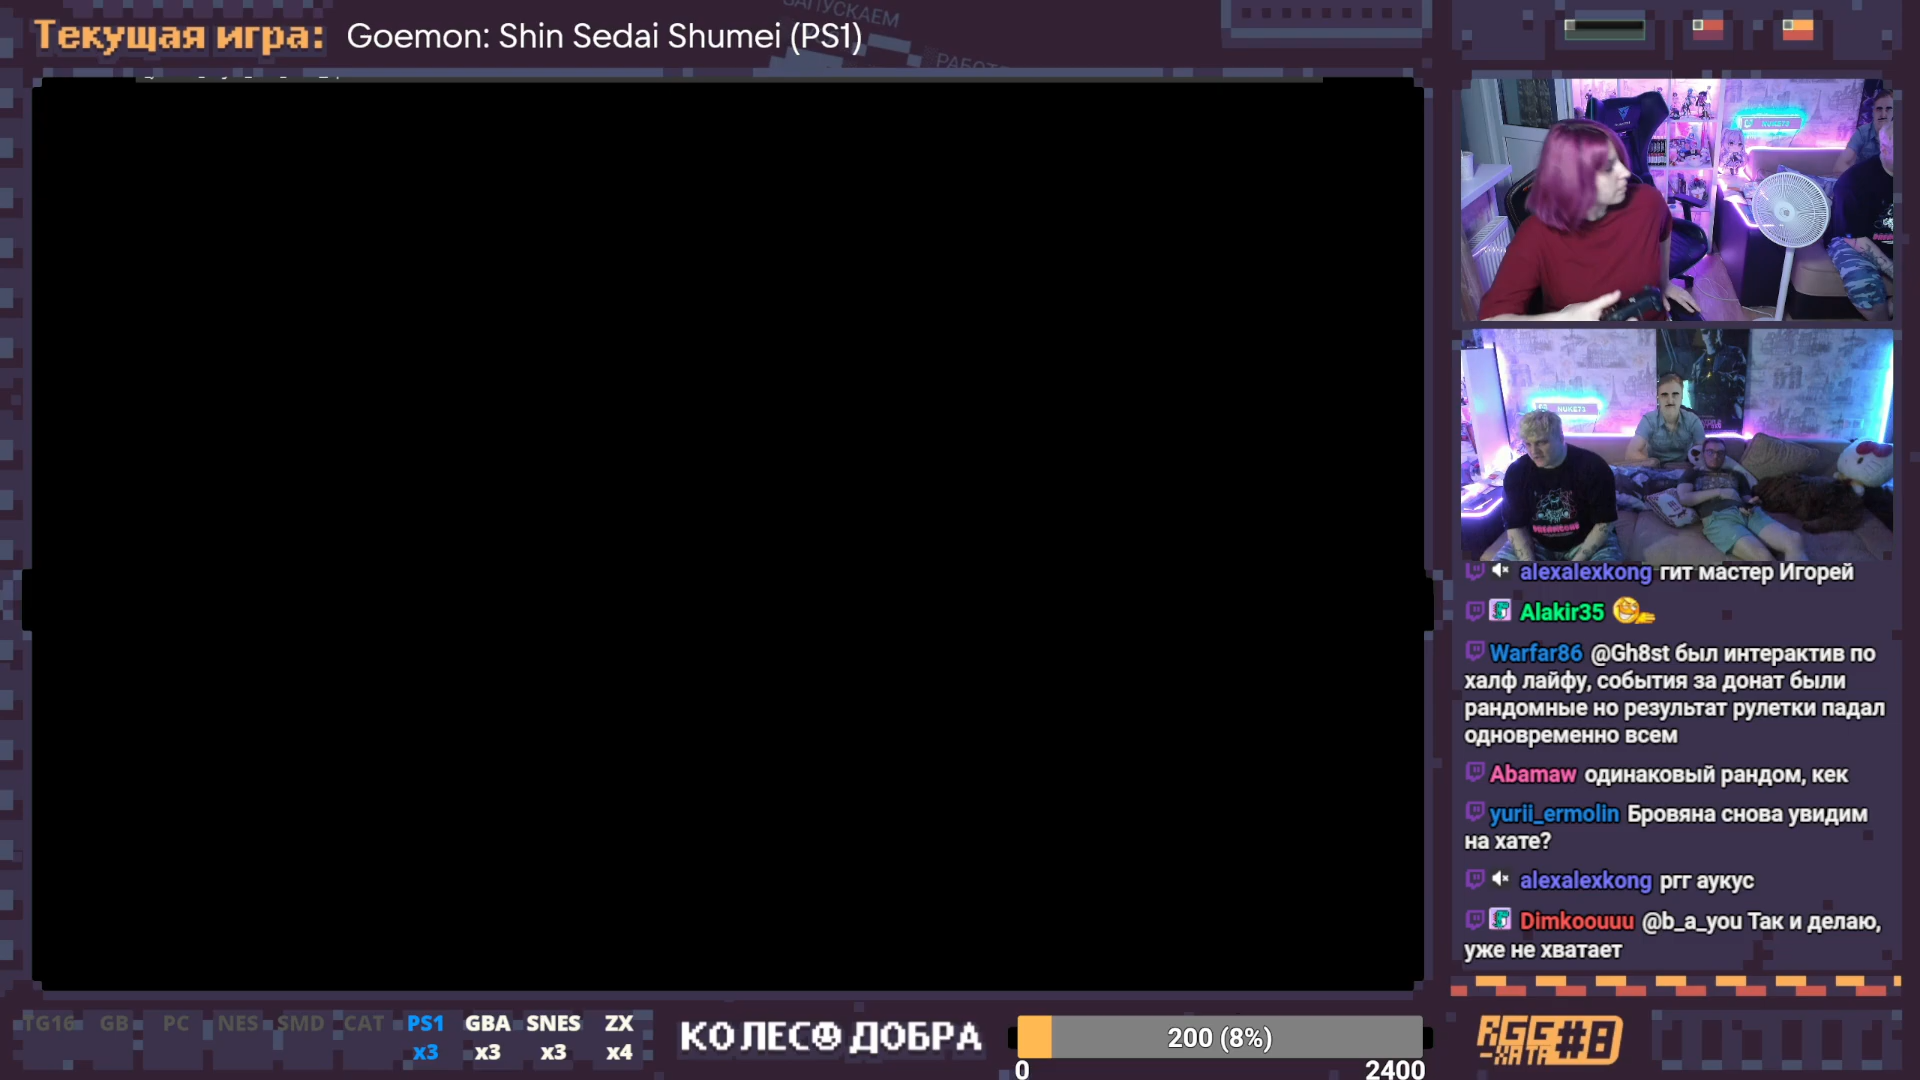 Текущая игра: Goemon: Shin Sedai Shumei (PS1)
ЗАПУСКАЕМ
NUKE73
NUKE73
alexalexkong гит мастер Игорей
Alakir35
Warfar86 @Gh8st был интерактив по
халф лайфу, события за донат были
рандомные но результат рулетки падал
одновременно всем
Abamaw одинаковый рандом, кек
yurii_ermolin Бровяна снова увидим
на хате?
alexalexkong ргг аукус
Dimkoouuu @b_a_you Так и делаю,
уже не хватает
TG16 GB PC NES SMD CAT PS1 GBA SNES ZX
x3 x3 x3 x4
КОЛЕСО ДОБРА
200 (8%)
0 2400
RGG
-ХАТА #8